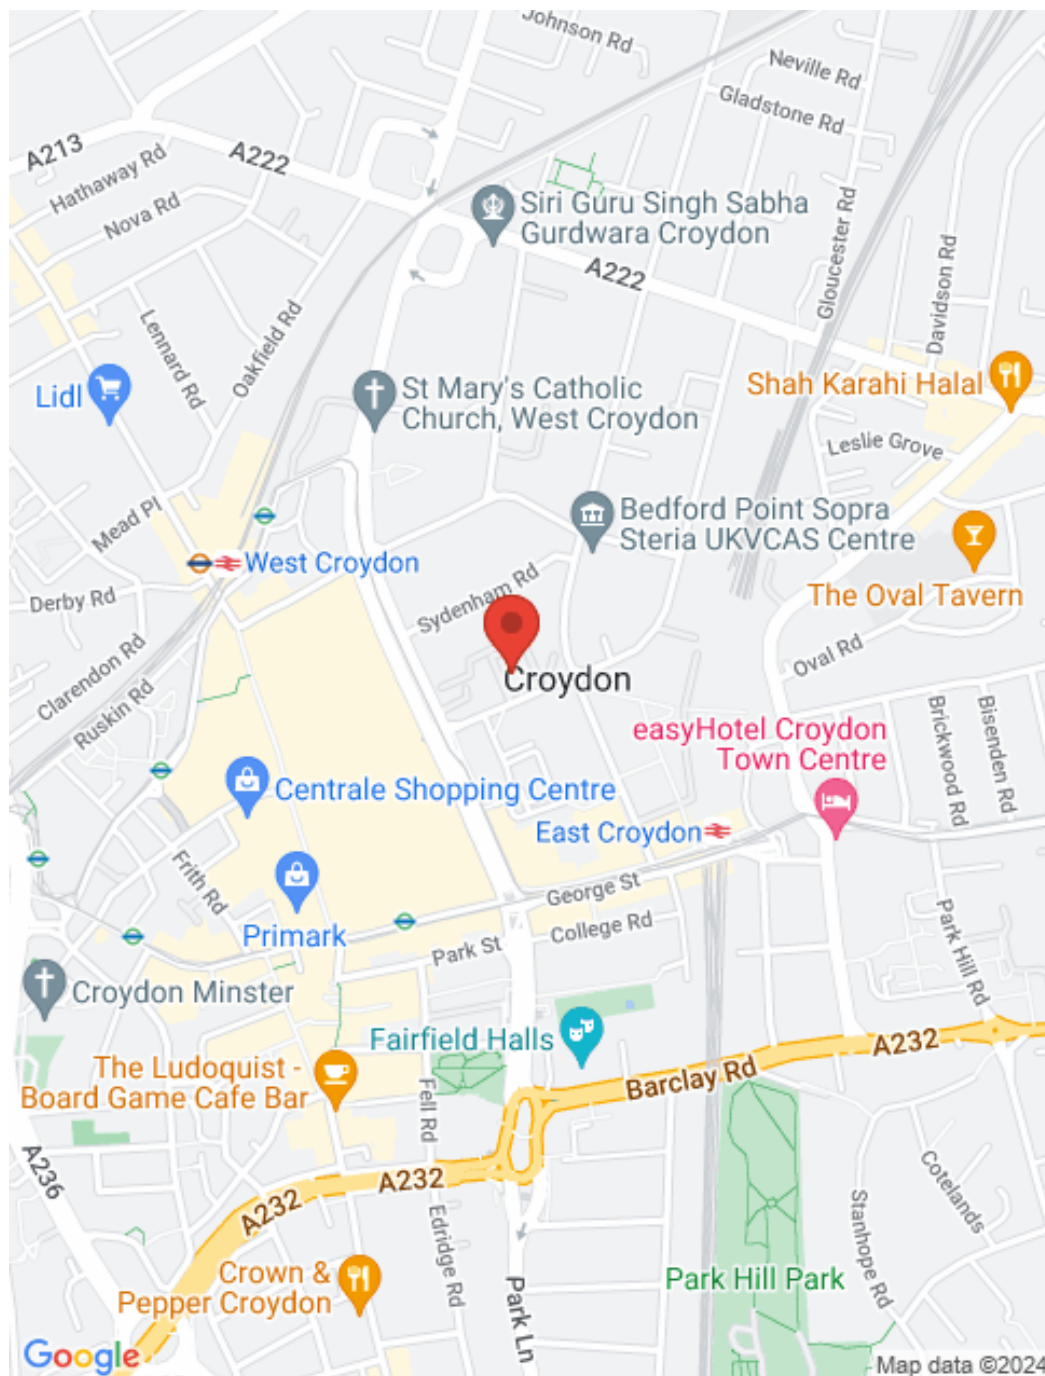 Johnson Rd
Neville Rd
Gladstone Rd
A213
A222
Hathaway Rd
Nova Rd
Siri Guru Singh Sabha
Gurdwara Croydon
A222
Gloucester Rd
Davidson Rd
Lennard Rd
Oakfield Rd
Lidl
St Mary's Catholic
Church, West Croydon
Shah Karahi Halal
Leslie Grove
Mead Pl
Bedford Point Sopra
Steria UKVCAS Centre
West Croydon
Derby Rd
Sydenham Rd
The Oval Tavern
Clarendon Rd
Ruskin Rd
Oval Rd
Croydon
Brickwood Rd
Bisenden Rd
easyHotel Croydon
Town Centre
Centrale Shopping Centre
East Croydon
Frith Rd
George St
Primark
Park St
College Rd
Park Hill Rd
Croydon Minster
Fairfield Halls
A232
The Ludoquist -
Board Game Cafe Bar
Barclay Rd
Fell Rd
A236
A232
A232
Edridge Rd
Cotelands
Stanhope Rd
Crown &
Pepper Croydon
Park Ln
Park Hill Park
Google
Map data ©2024